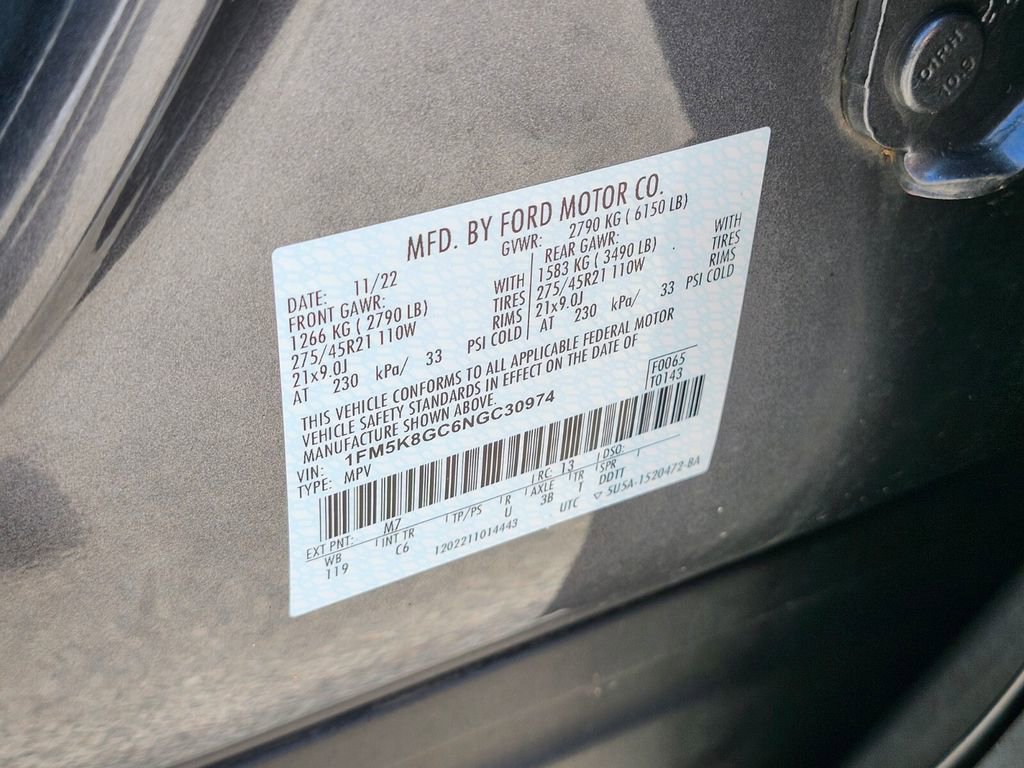 MFD. BY FORD MOTOR CO.
DATE: 11/22
GVWR: 2790 KG ( 6150 LB)
FRONT GAWR:
1266 KG ( 2790 LB) WITH
275/45R21 110W TIRES
21x9.0J RIMS
AT 230 kPa/ 33 PSI COLD
REAR GAWR:
1583 KG ( 3490 LB) WITH
275/45R21 110W TIRES
21x9.0J RIMS
AT 230 kPa/ 33 PSI COLD
THIS VEHICLE CONFORMS TO ALL APPLICABLE FEDERAL MOTOR
VEHICLE SAFETY STANDARDS IN EFFECT ON THE DATE OF
MANUFACTURE SHOWN ABOVE.
F0065
T0143
VIN: 1FM5K8GC6NGC30974
TYPE: MPV
EXT PNT: M7 RC: 13 DSO:
WB INT TR TP/PS R AXLE TR SPR
119 C6 U 3B T DDTT
1202211014443 UTC ▽ 5U5A-1520472-BA
10.9